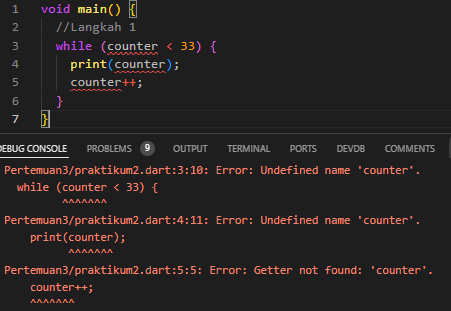 1 void main() {
2 //Langkah 1
3 while (counter < 33) {
4 print(counter);
5 counter++;
6 }
7 }
DEBUG CONSOLE PROBLEMS 9 OUTPUT TERMINAL PORTS DEVDB COMMENTS
Pertemuan3/praktikum2.dart:3:10: Error: Undefined name 'counter'.
while (counter < 33) {
^^^^^^^
Pertemuan3/praktikum2.dart:4:11: Error: Undefined name 'counter'.
print(counter);
^^^^^^^
Pertemuan3/praktikum2.dart:5:5: Error: Getter not found: 'counter'.
counter++;
^^^^^^^